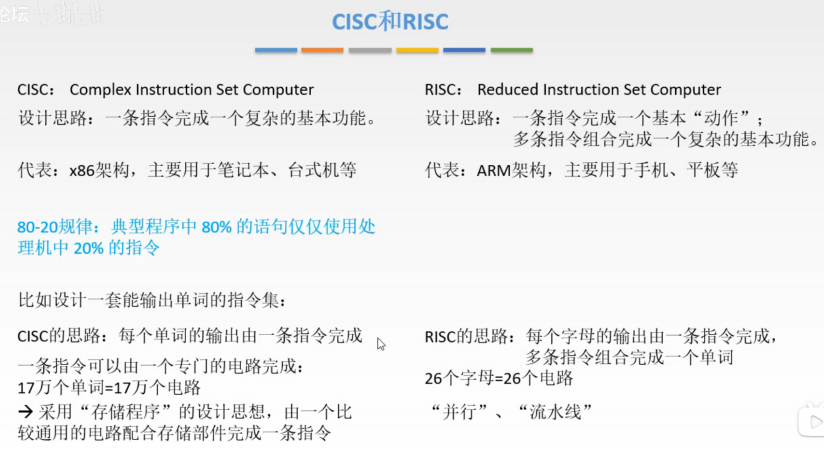 论坛
CISC和RISC
CISC： Complex Instruction Set Computer
设计思路：一条指令完成一个复杂的基本功能。
代表：x86架构，主要用于笔记本、台式机等
80-20规律：典型程序中 80% 的语句仅仅使用处
理机中 20% 的指令
比如设计一套能输出单词的指令集：
CISC的思路：每个单词的输出由一条指令完成
一条指令可以由一个专门的电路完成：
17万个单词=17万个电路
→ 采用“存储程序”的设计思想，由一个比
较通用的电路配合存储部件完成一条指令
RISC： Reduced Instruction Set Computer
设计思路：一条指令完成一个基本“动作”；
多条指令组合完成一个复杂的基本功能。
代表：ARM架构，主要用于手机、平板等
RISC的思路：每个字母的输出由一条指令完成，
多条指令组合完成一个单词
26个字母=26个电路
“并行”、“流水线”